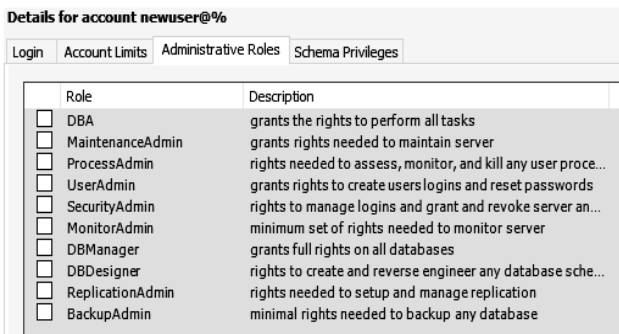 Details for account newuser@%
Login Account Limits Administrative Roles Schema Privileges
Role Description
DBA grants the rights to perform all tasks
MaintenanceAdmin grants rights needed to maintain server
ProcessAdmin rights needed to assess, monitor, and kill any user proce...
UserAdmin grants rights to create users logins and reset passwords
SecurityAdmin rights to manage logins and grant and revoke server an...
MonitorAdmin minimum set of rights needed to monitor server
DBManager grants full rights on all databases
DBDesigner rights to create and reverse engineer any database sche...
ReplicationAdmin rights needed to setup and manage replication
BackupAdmin minimal rights needed to backup any database